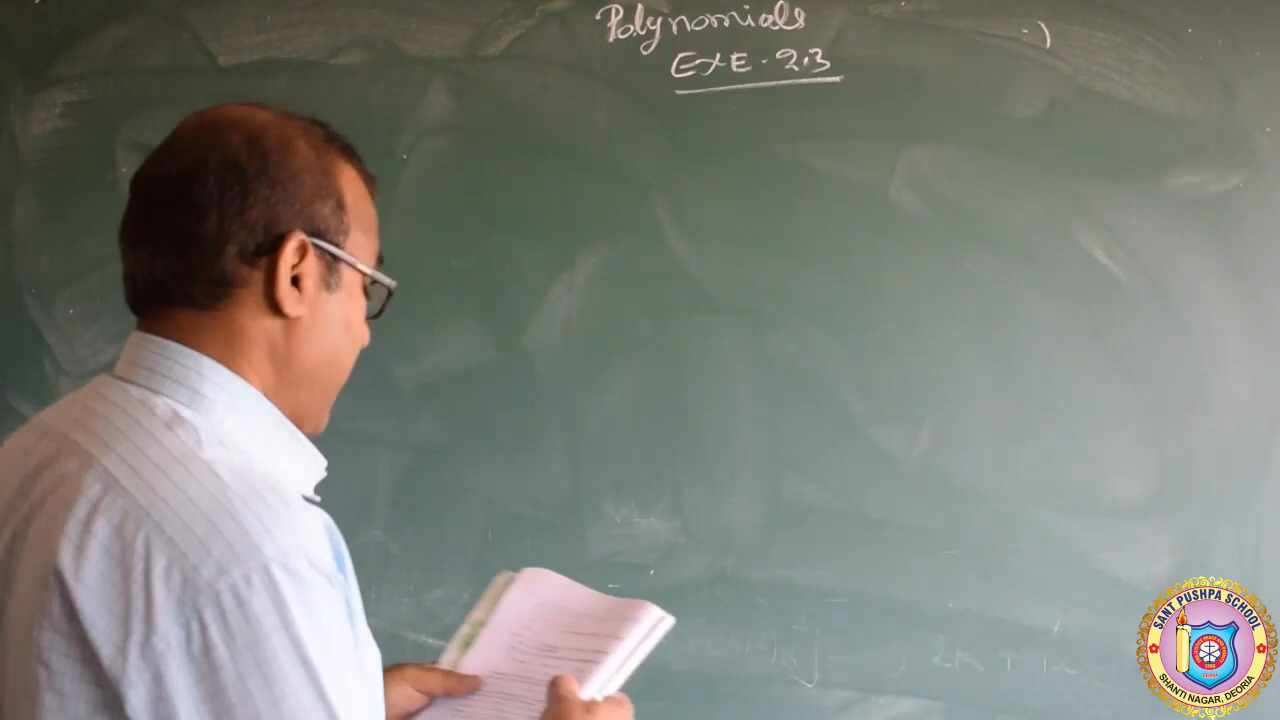 Polynomials
EXE. 2.3
SANT PUSHPA SCHOOL
SHANTI NAGAR, DEORIA